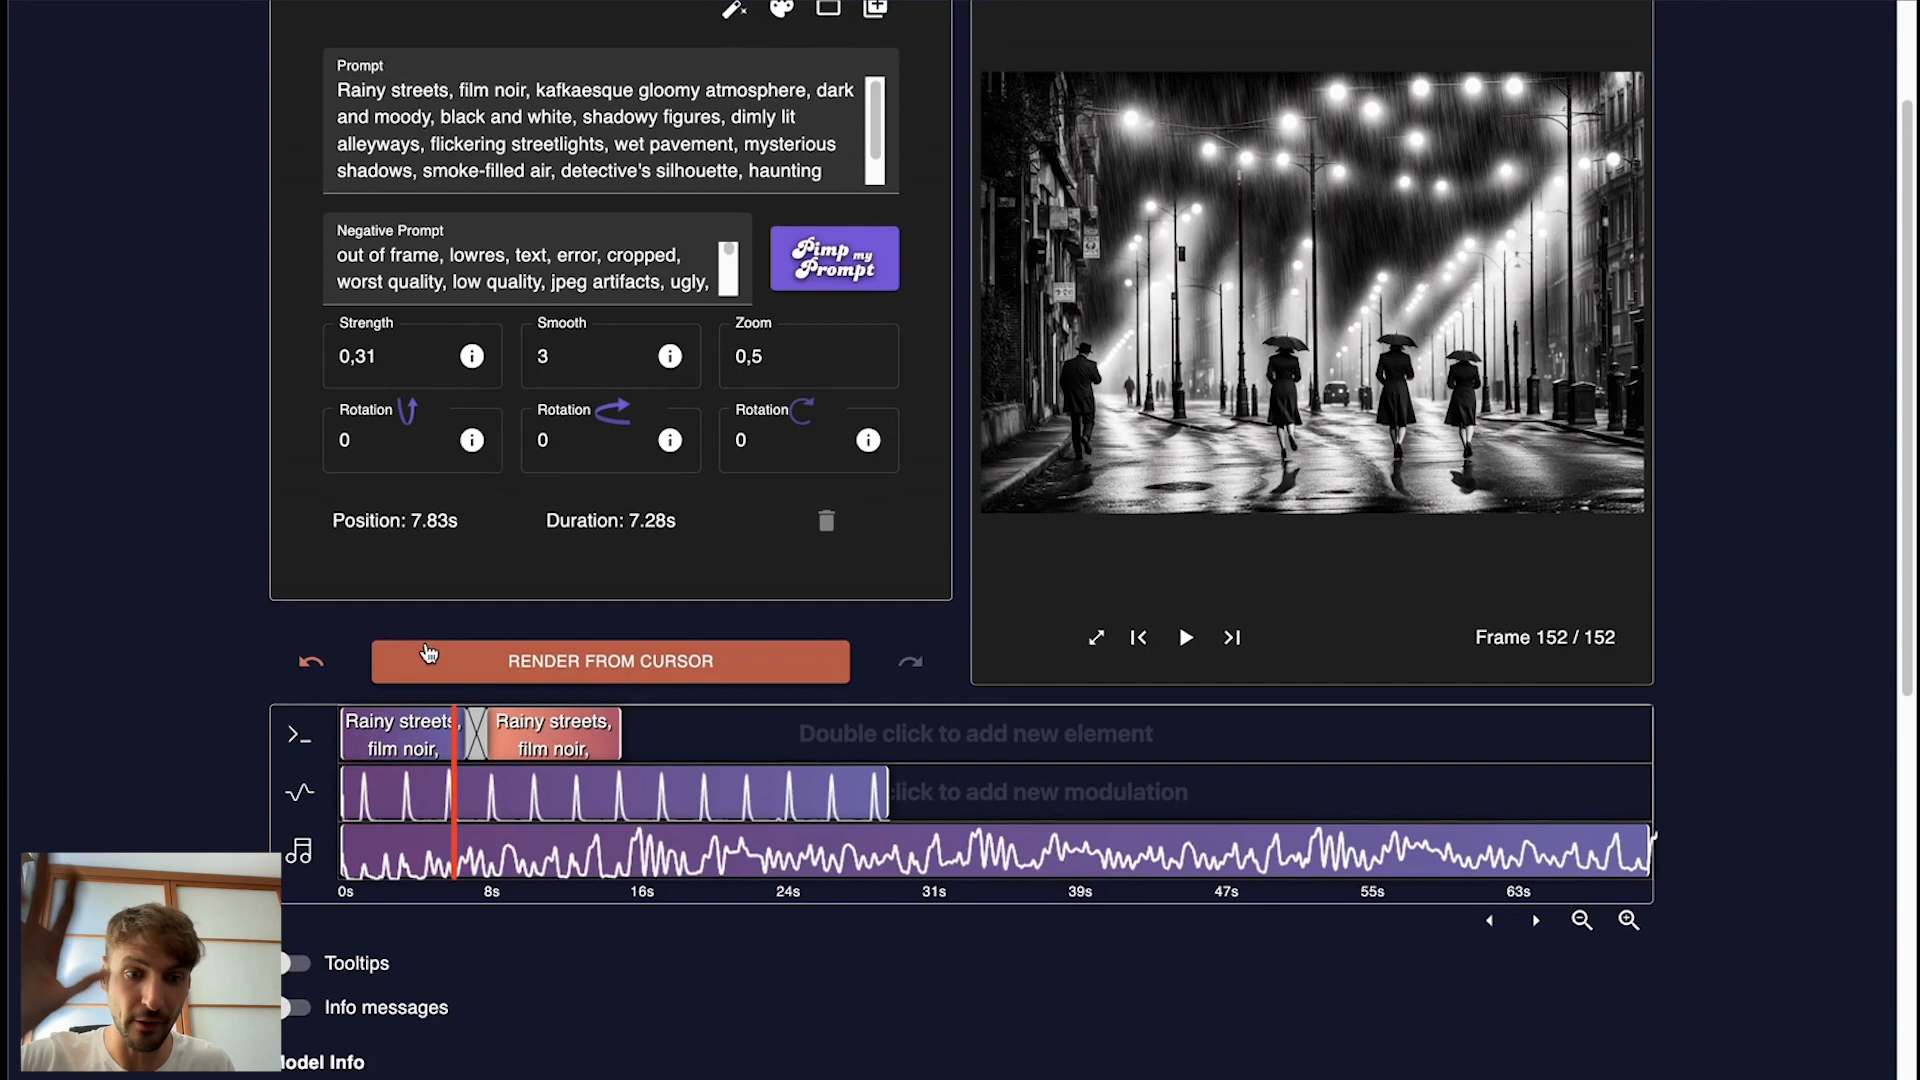 Prompt
Rainy streets, film noir, kafkaesque gloomy atmosphere, dark
and moody, black and white, shadowy figures, dimly lit
alleyways, flickering streetlights, wet pavement, mysterious
shadows, smoke-filled air, detective's silhouette, haunting
Negative Prompt
out of frame, lowres, text, error, cropped,
worst quality, low quality, jpeg artifacts, ugly,
Pimp my
Prompt
Strength
0,31
Smooth
3
Zoom
0,5
Rotation
0
Rotation
0
Rotation
0
Position: 7.83s
Duration: 7.28s
Frame 152 / 152
RENDER FROM CURSOR
Rainy streets,
film noir,
Rainy streets,
film noir,
Double click to add new element
click to add new modulation
0s 8s 16s 24s 31s 39s 47s 55s 63s
Tooltips
Info messages
odel Info